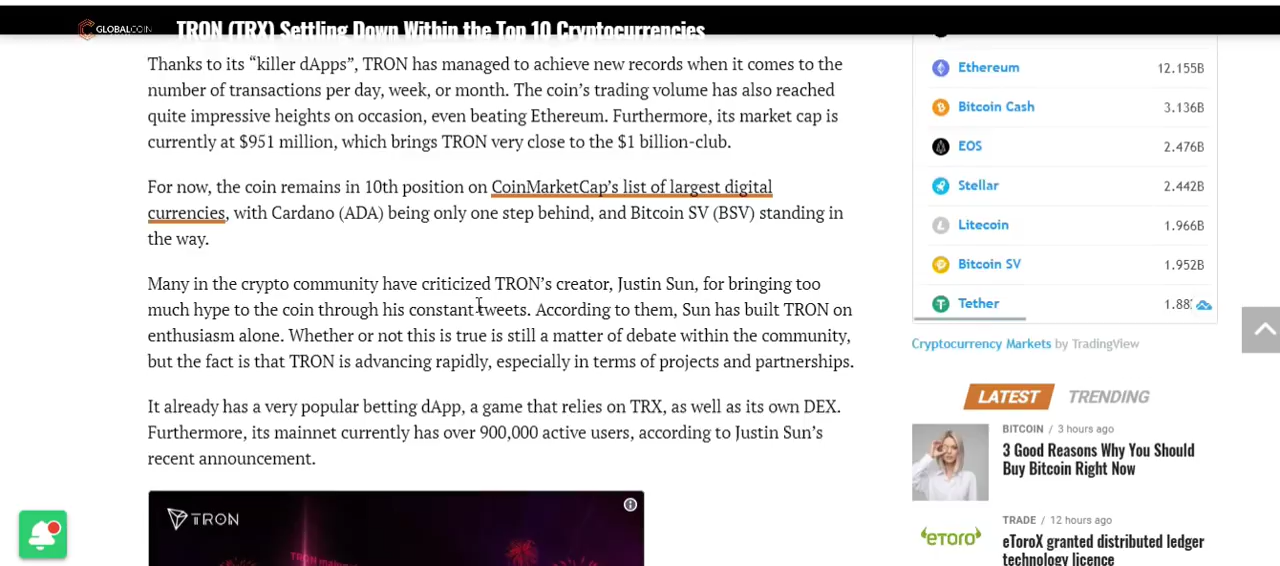 GLOBALCOIN
TRON (TRX) Settling Down Within the Top 10 Cryptocurrencies
Thanks to its “killer dApps”, TRON has managed to achieve new records when it comes to the
number of transactions per day, week, or month. The coin’s trading volume has also reached
quite impressive heights on occasion, even beating Ethereum. Furthermore, its market cap is
currently at $951 million, which brings TRON very close to the $1 billion-club.
For now, the coin remains in 10th position on CoinMarketCap’s list of largest digital
currencies, with Cardano (ADA) being only one step behind, and Bitcoin SV (BSV) standing in
the way.
Many in the crypto community have criticized TRON’s creator, Justin Sun, for bringing too
much hype to the coin through his constant tweets. According to them, Sun has built TRON on
enthusiasm alone. Whether or not this is true is still a matter of debate within the community,
but the fact is that TRON is advancing rapidly, especially in terms of projects and partnerships.
It already has a very popular betting dApp, a game that relies on TRX, as well as its own DEX.
Furthermore, its mainnet currently has over 900,000 active users, according to Justin Sun’s
recent announcement.
TRON
Ethereum 12.155B
Bitcoin Cash 3.136B
EOS 2.476B
Stellar 2.442B
Litecoin 1.966B
Bitcoin SV 1.952B
Tether 1.88
Cryptocurrency Markets by TradingView
LATEST TRENDING
BITCOIN / 3 hours ago
3 Good Reasons Why You Should
Buy Bitcoin Right Now
eToro
TRADE / 12 hours ago
eToroX granted distributed ledger
technology licence